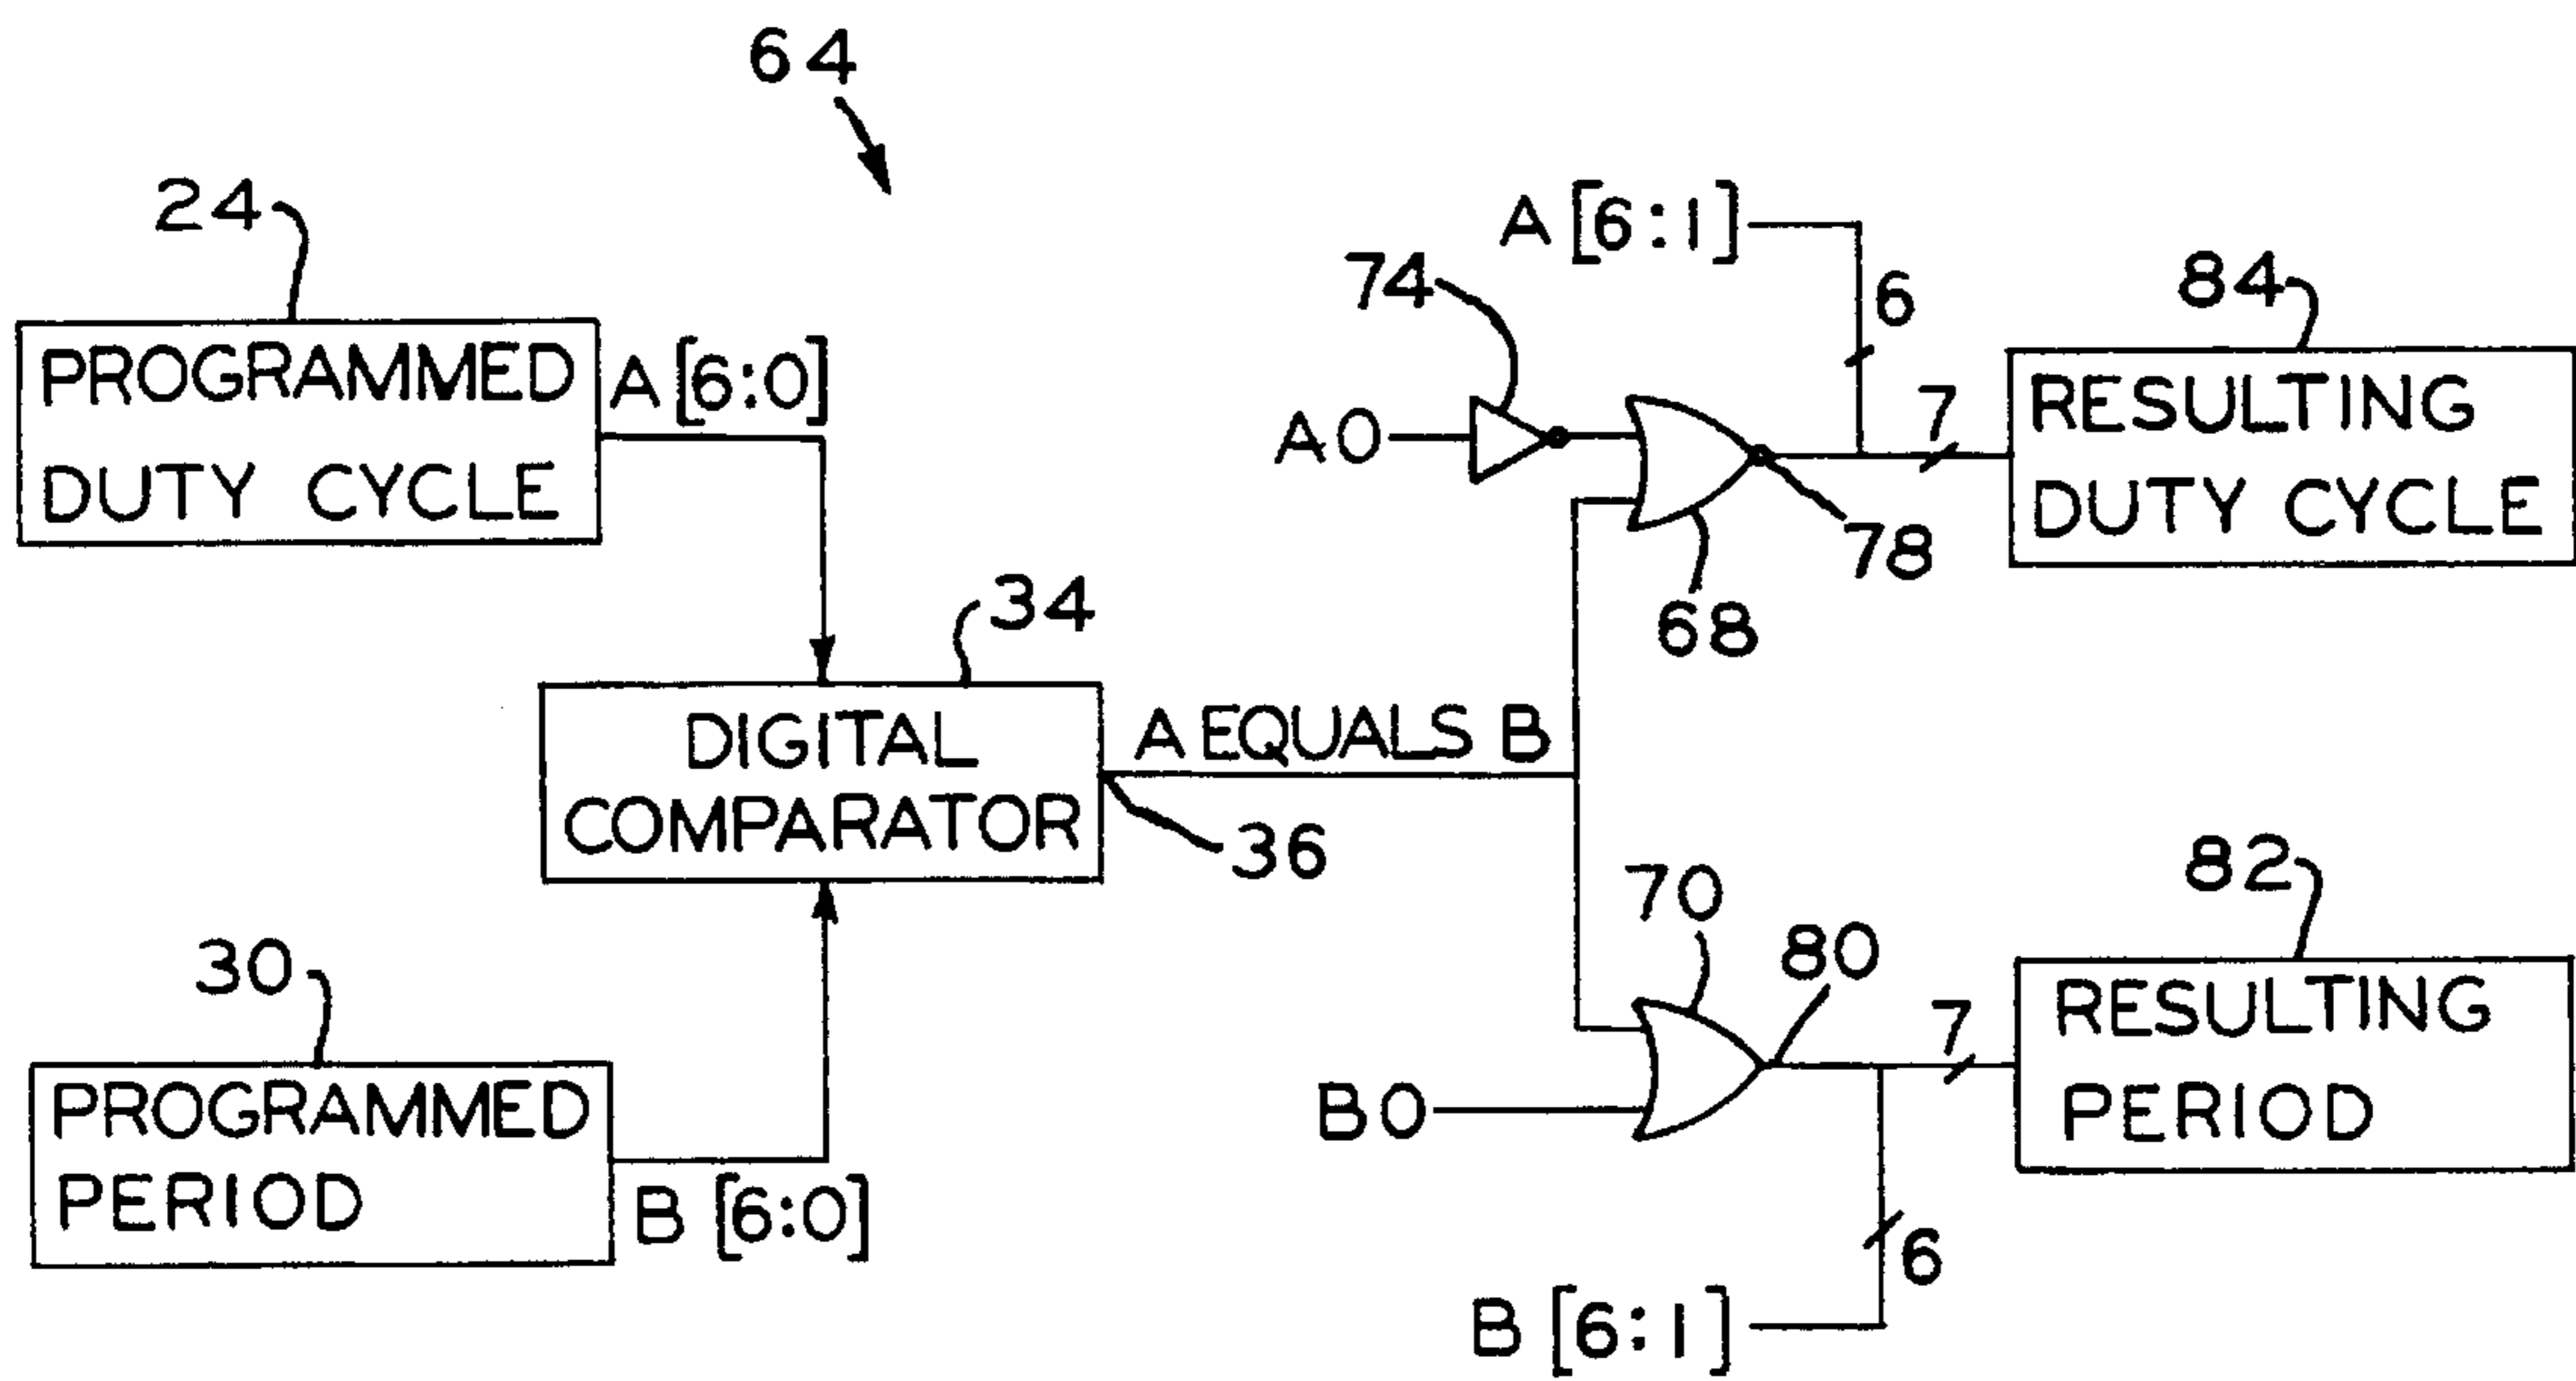 64
24
PROGRAMMED
DUTY CYCLE
A [6:0]
A [6:1]
6
74
A0
78
68
7
84
RESULTING
DUTY CYCLE
34
DIGITAL
COMPARATOR
A EQUALS B
36
30
PROGRAMMED
PERIOD
B [6:0]
70
80
B0
7
6
B [6:1]
82
RESULTING
PERIOD